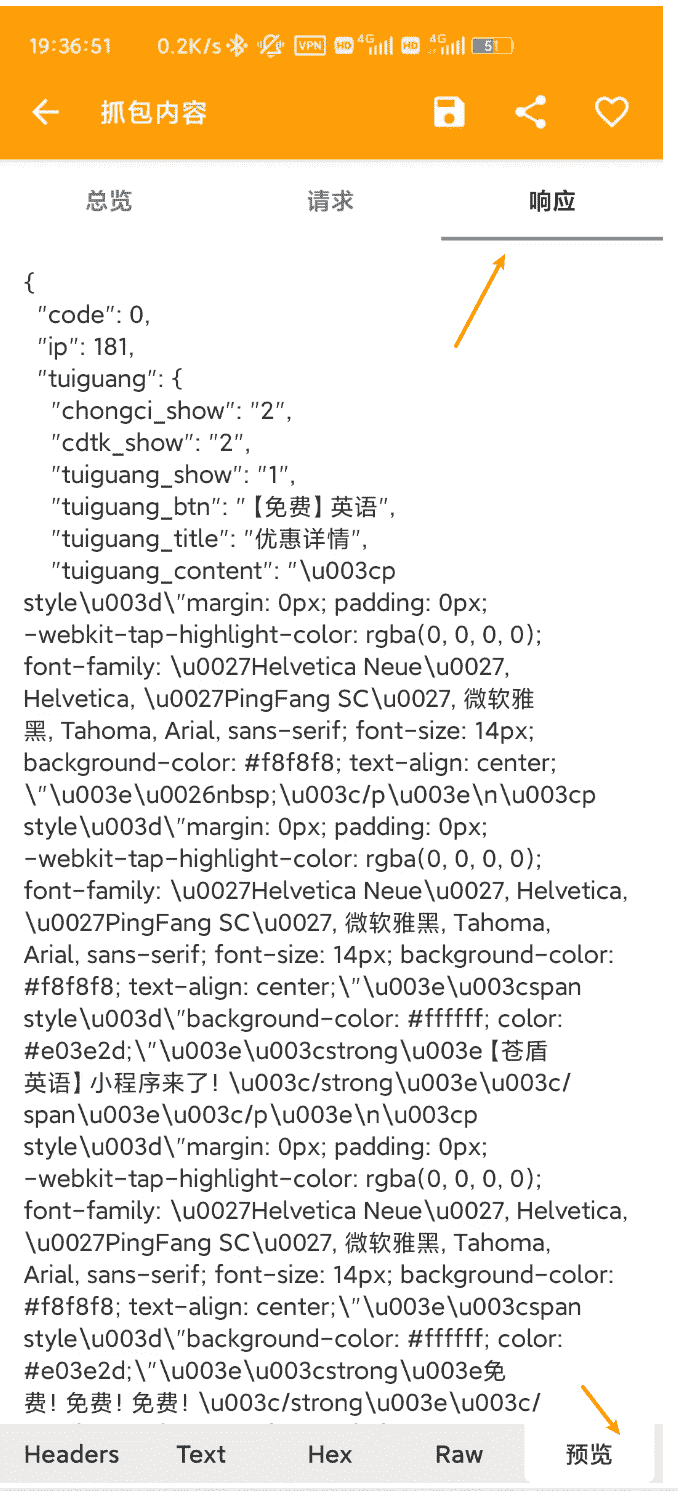 19:36:51 0.2K/s VPN HD 4G HD 4G 51
抓包内容
总览 请求 响应
{
"code": 0,
"ip": 181,
"tuiguang": {
"chongci_show": "2",
"cdtk_show": "2",
"tuiguang_show": "1",
"tuiguang_btn": "【免费】英语",
"tuiguang_title": "优惠详情",
"tuiguang_content": "\u003cp
style\u003d\"margin: 0px; padding: 0px;
-webkit-tap-highlight-color: rgba(0, 0, 0, 0);
font-family: \u0027Helvetica Neue\u0027,
Helvetica, \u0027PingFang SC\u0027, 微软雅
黑, Tahoma, Arial, sans-serif; font-size: 14px;
background-color: #f8f8f8; text-align: center;
\"\u003e\u0026nbsp;\u003c/p\u003e\n\u003cp
style\u003d\"margin: 0px; padding: 0px;
-webkit-tap-highlight-color: rgba(0, 0, 0, 0);
font-family: \u0027Helvetica Neue\u0027, Helvetica,
\u0027PingFang SC\u0027, 微软雅黑, Tahoma,
Arial, sans-serif; font-size: 14px; background-color:
#f8f8f8; text-align: center;\"\u003e\u003cspan
style\u003d\"background-color: #ffffff; color:
#e03e2d;\"\u003e\u003cstrong\u003e【苍盾
英语】小程序来了! \u003c/strong\u003e\u003c/
span\u003e\u003c/p\u003e\n\u003cp
style\u003d\"margin: 0px; padding: 0px;
-webkit-tap-highlight-color: rgba(0, 0, 0, 0);
font-family: \u0027Helvetica Neue\u0027, Helvetica,
\u0027PingFang SC\u0027, 微软雅黑, Tahoma,
Arial, sans-serif; font-size: 14px; background-color:
#f8f8f8; text-align: center;\"\u003e\u003cspan
style\u003d\"background-color: #ffffff; color:
#e03e2d;\"\u003e\u003cstrong\u003e免
费! 免费! 免费! \u003c/strong\u003e\u003c/
Headers Text Hex Raw 预览